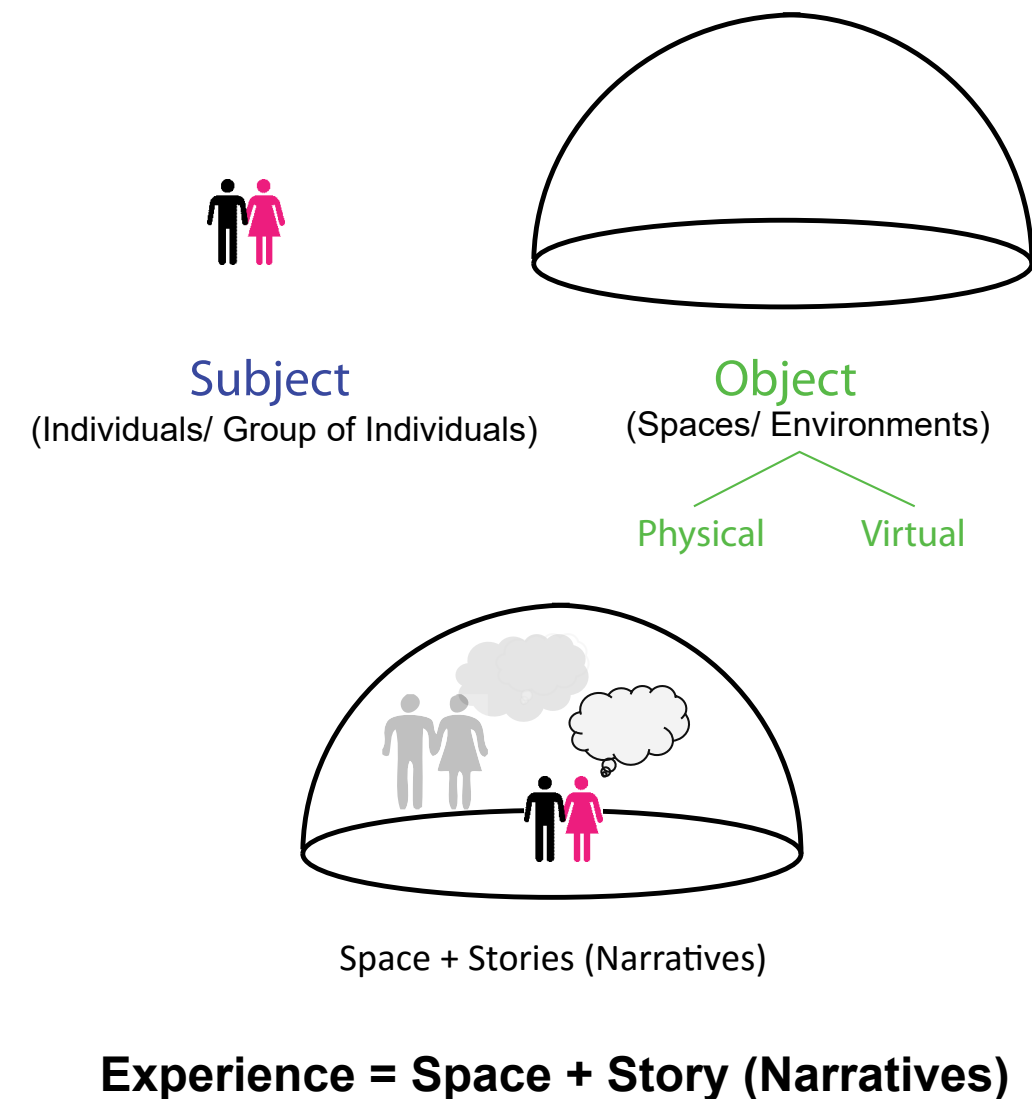 Subject
(Individuals/ Group of Individuals)
Object
(Spaces/ Environments)
Physical
Virtual
Space + Stories (Narratives)
Experience = Space + Story (Narratives)